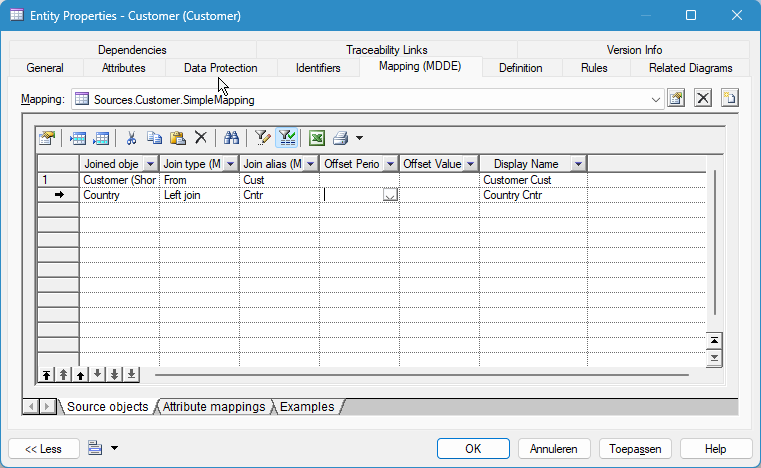 Entity Properties - Customer (Customer)
Dependencies Traceability Links Version Info
General Attributes Data Protection Identifiers Mapping (MDDE) Definition Rules Related Diagrams
Mapping: Sources.Customer.SimpleMapping
Joined obje Join type (M Join alias (M Offset Perio Offset Value Display Name
1 Customer (Shor From Cust Customer Cust
Country Left join Cntr Country Cntr
Source objects Attribute mappings Examples
<< Less OK Annuleren Toepassen Help